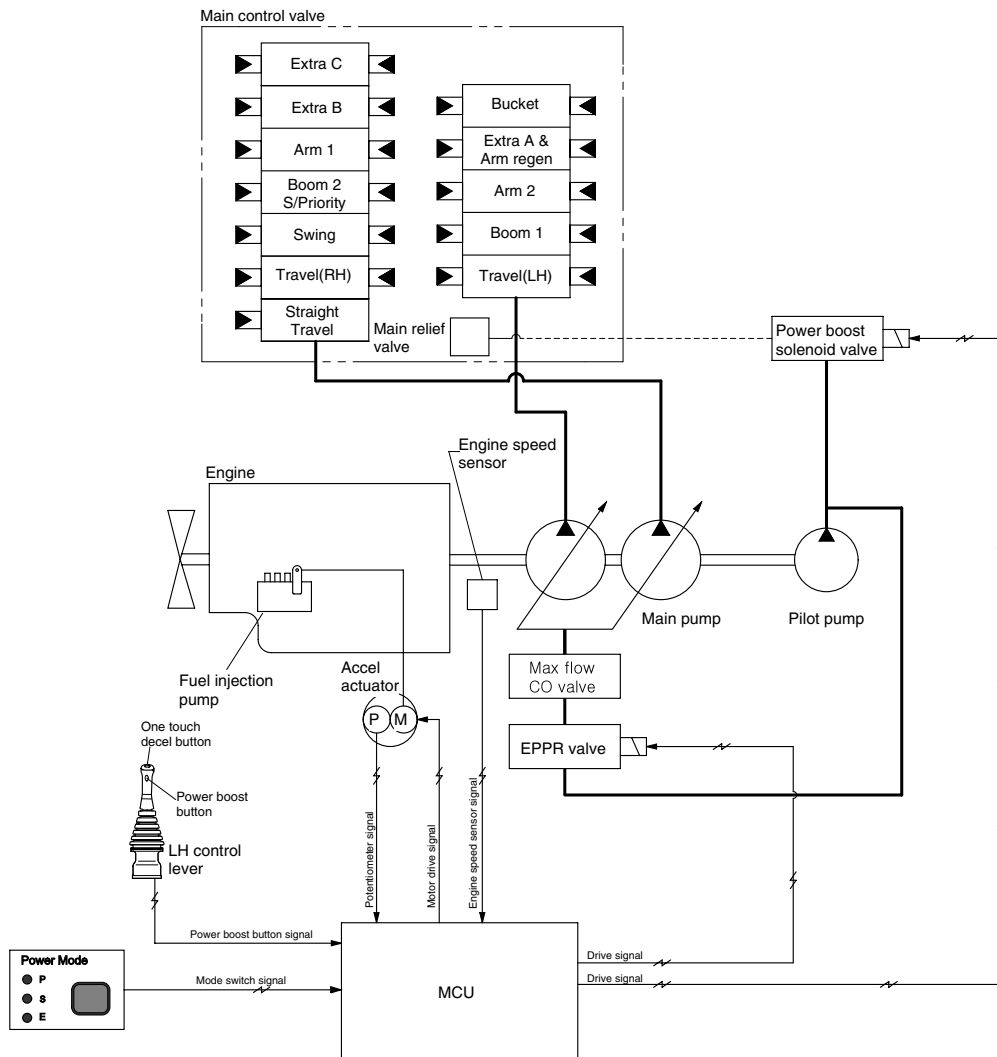 Main control valve
Extra C
Extra B
Arm 1
Boom 2
S/Priority
Swing
Travel(RH)
Straight
Travel
Bucket
Extra A &
Arm regen
Arm 2
Boom 1
Travel(LH)
Main relief
valve
Power boost
solenoid valve
Engine speed
sensor
Engine
Fuel injection
pump
Main pump
Pilot pump
Accel
actuator
P
M
Max flow
CO valve
EPPR valve
One touch
decel button
Power boost
button
LH control
lever
Potentiometer signal
Motor drive signal
Engine speed sensor signal
Power boost button signal
Mode switch signal
Power Mode
P
S
E
MCU
Drive signal
Drive signal